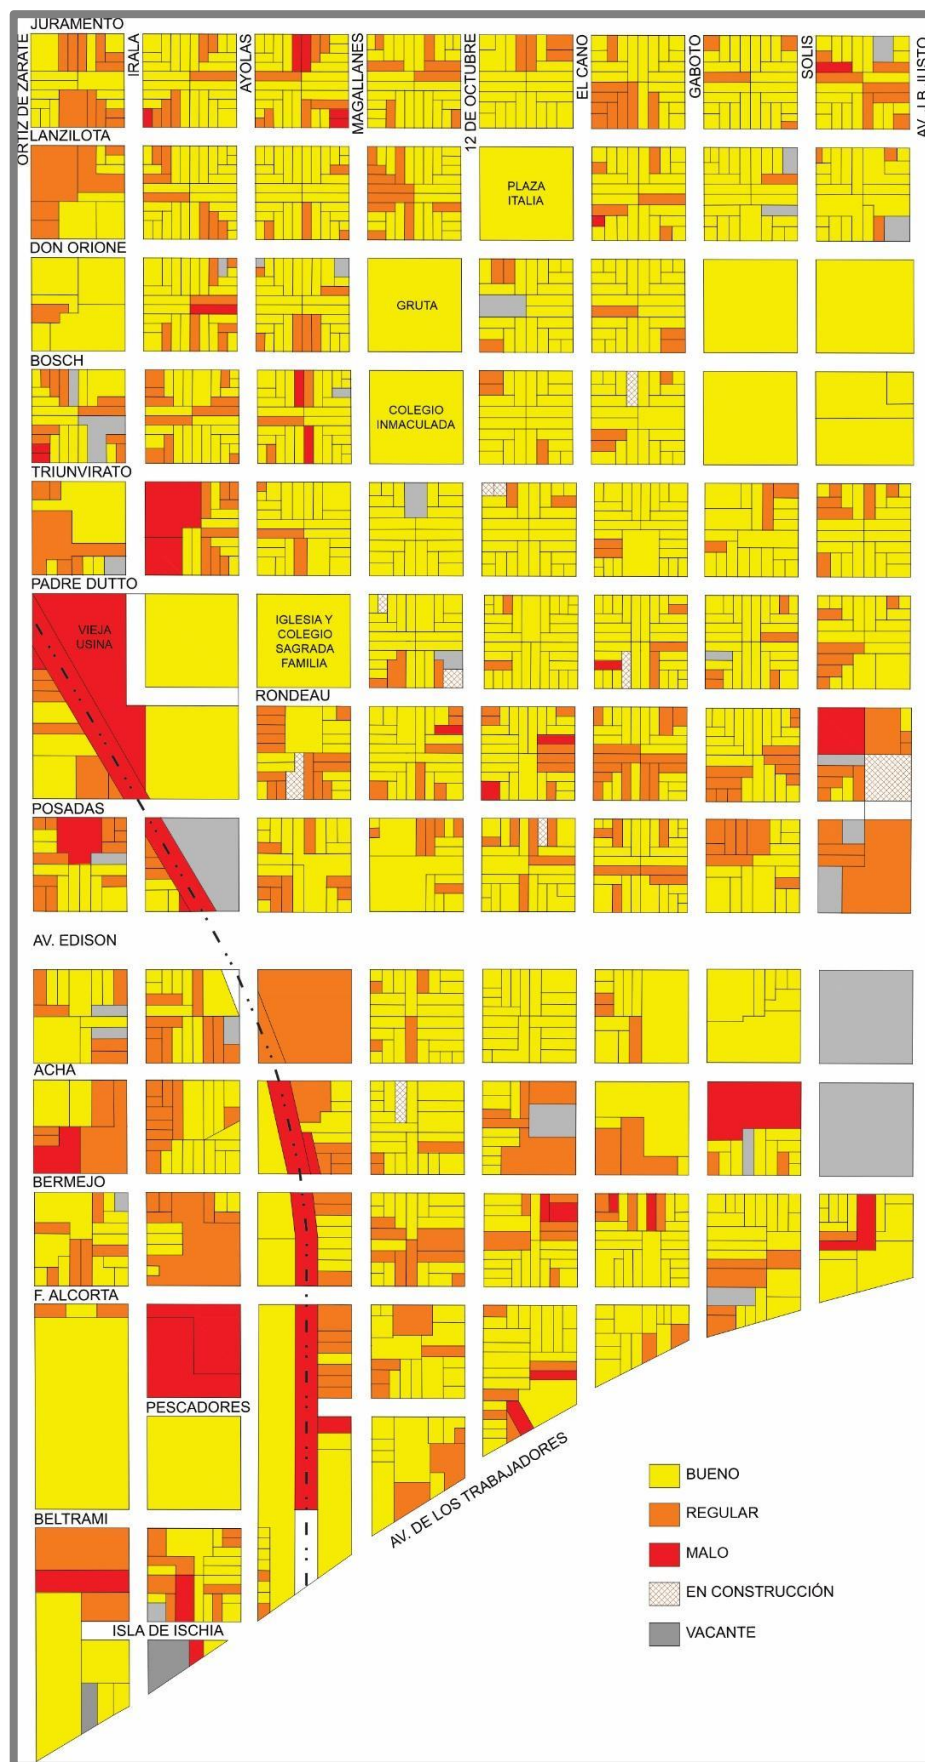 JURAMENTO
ORTIZ DE ZARATE
IRALA
AYOLAS
MAGALLANES
12 DE OCTUBRE
EL CANO
GABOTO
SOLIS
AV. J.B. JUSTO
LANZILOTA
PLAZA
ITALIA
DON ORIONE
GRUTA
BOSCH
COLEGIO
INMACULADA
TRIUNVIRATO
PADRE DUTTO
VIEJA
USINA
IGLESIA Y
COLEGIO
SAGRADA
FAMILIA
RONDEAU
POSADAS
AV. EDISON
ACHA
BERMEJO
F. ALCORTA
PESCADORES
AV. DE LOS TRABAJADORES
BELTRAMI
ISLA DE ISCHIA
BUENO
REGULAR
MALO
EN CONSTRUCCIÓN
VACANTE